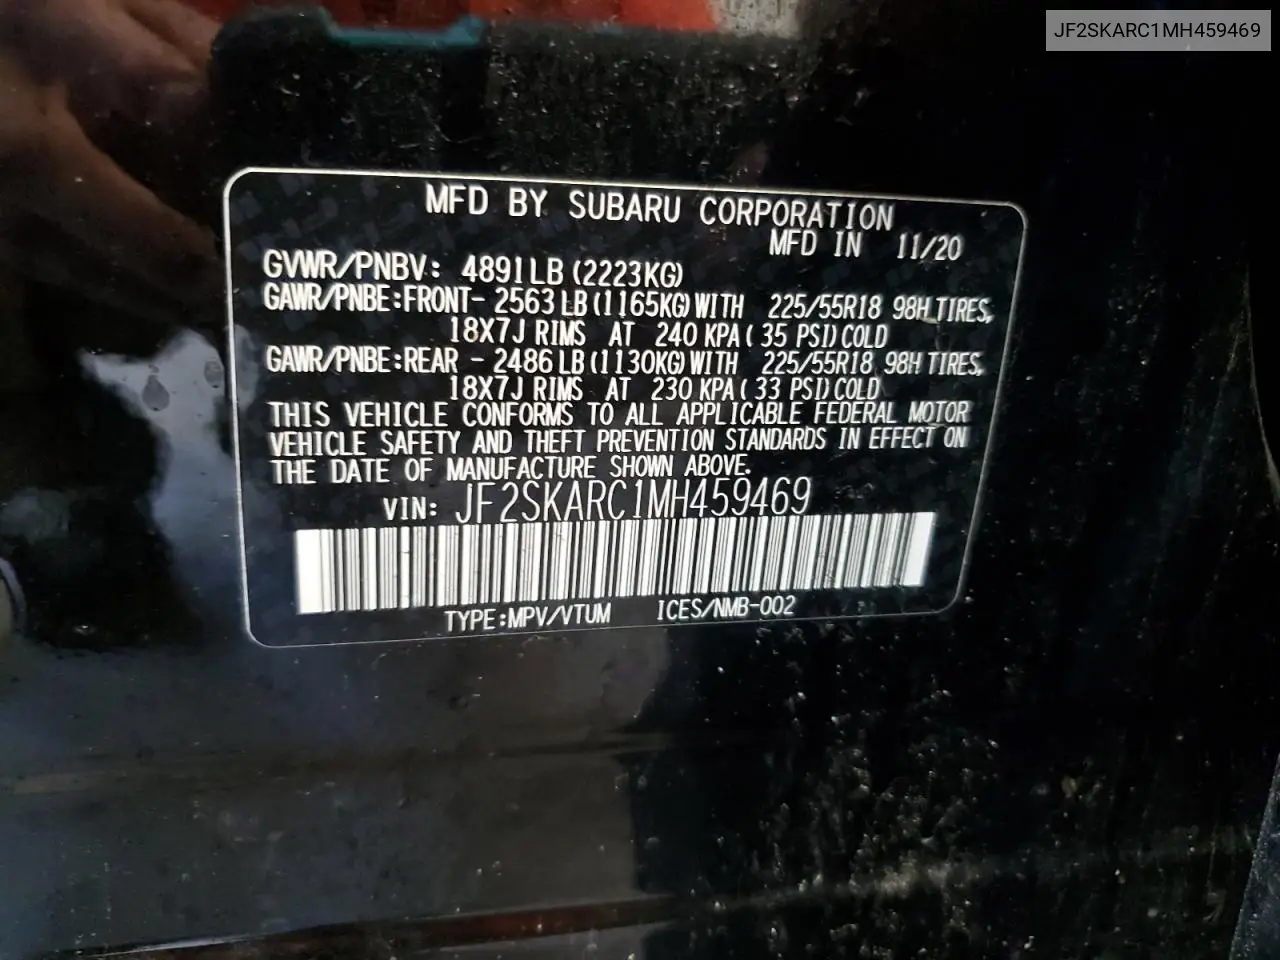 JF2SKARC1MH459469
MFD BY SUBARU CORPORATION
MFD IN 11/20
GVWR/PNBV: 4891LB (2223KG)
GAWR/PNBE:FRONT- 2563LB (1165KG) WITH 225/55R18 98H TIRES,
18X7J RIMS AT 240 KPA ( 35 PSI) COLD
GAWR/PNBE:REAR - 2486LB (1130KG) WITH 225/55R18 98H TIRES,
18X7J RIMS AT 230 KPA ( 33 PSI) COLD
THIS VEHICLE CONFORMS TO ALL APPLICABLE FEDERAL MOTOR
VEHICLE SAFETY AND THEFT PREVENTION STANDARDS IN EFFECT ON
THE DATE OF MANUFACTURE SHOWN ABOVE.
VIN: JF2SKARC1MH459469
TYPE:MPV/VTUM ICES/NMB-002